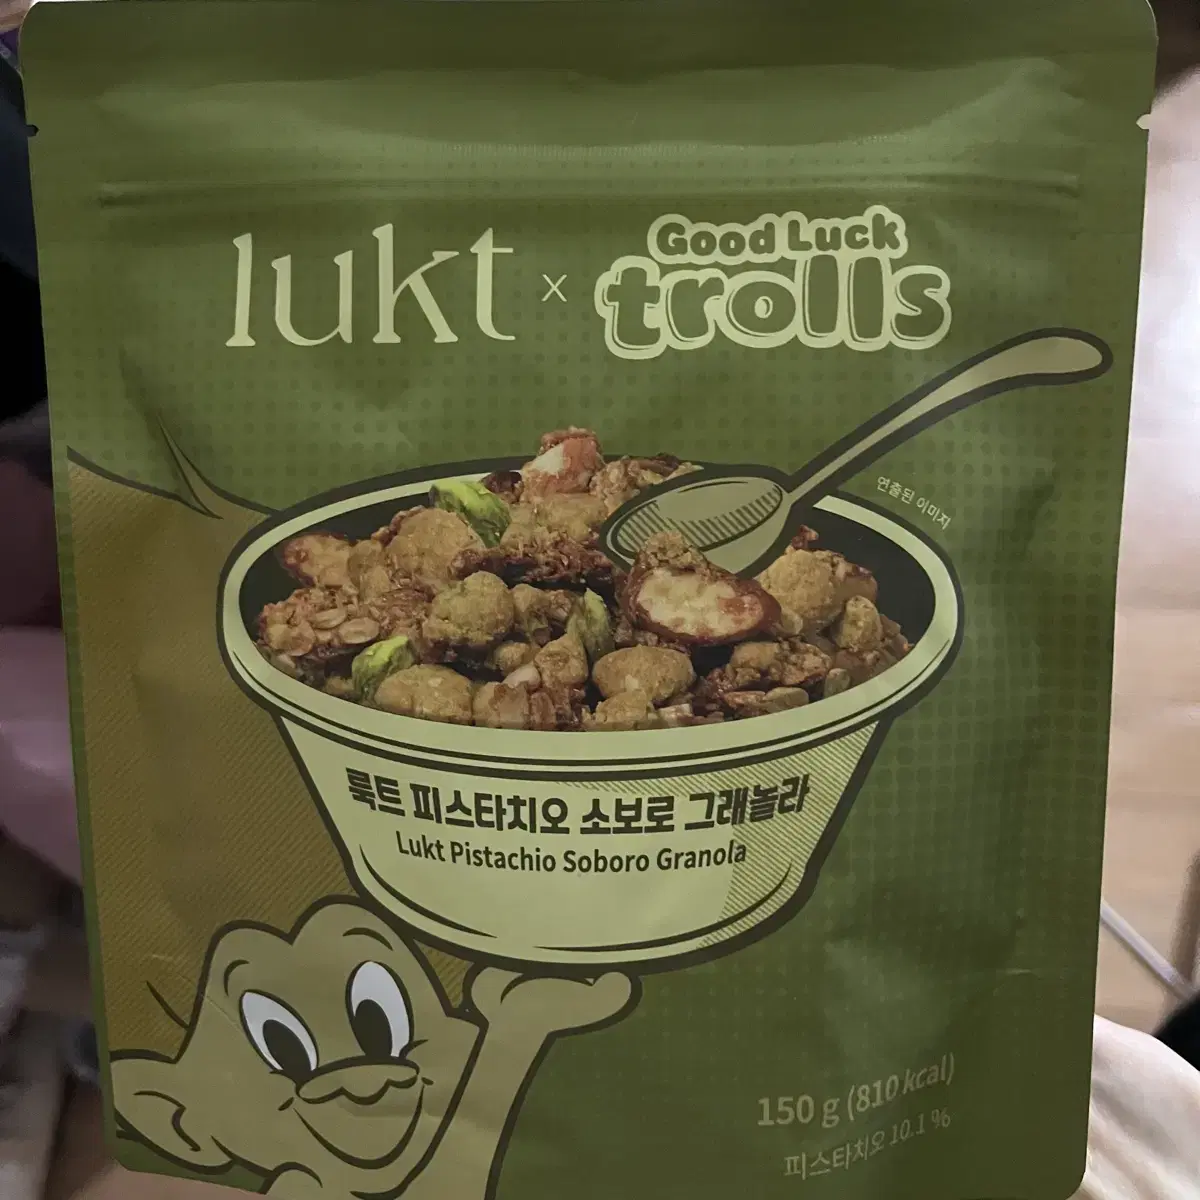 lukt x Good Luck trolls
연출된 이미지
룩트 피스타치오 소보로 그래놀라
Lukt Pistachio Soboro Granola
150 g (810 kcal)
피스타치오 10.1 %